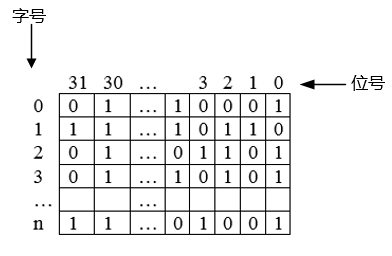 字号
31 30 … 3 2 1 0 位号
0 0 1 … 1 0 0 0 1
1 1 1 … 1 0 1 1 0
2 0 1 … 0 1 1 0 1
3 0 1 … 1 0 1 0 1
… …
n 1 1 … 0 1 0 0 1